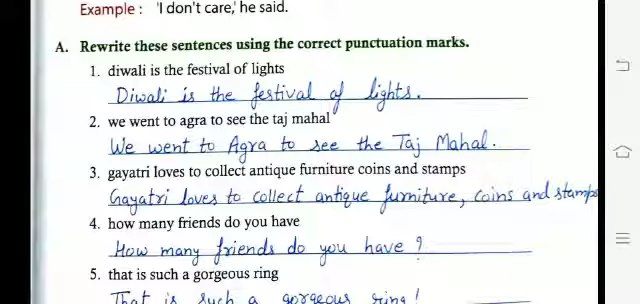 Example : 'I don't care,' he said.
A. Rewrite these sentences using the correct punctuation marks.
1. diwali is the festival of lights
Diwali is the festival of lights.
2. we went to agra to see the taj mahal
We went to Agra to see the Taj Mahal.
3. gayatri loves to collect antique furniture coins and stamps
Gayatri loves to collect antique furniture, coins and stamps
4. how many friends do you have
How many friends do you have ?
5. that is such a gorgeous ring
That is such a gorgeous ring !